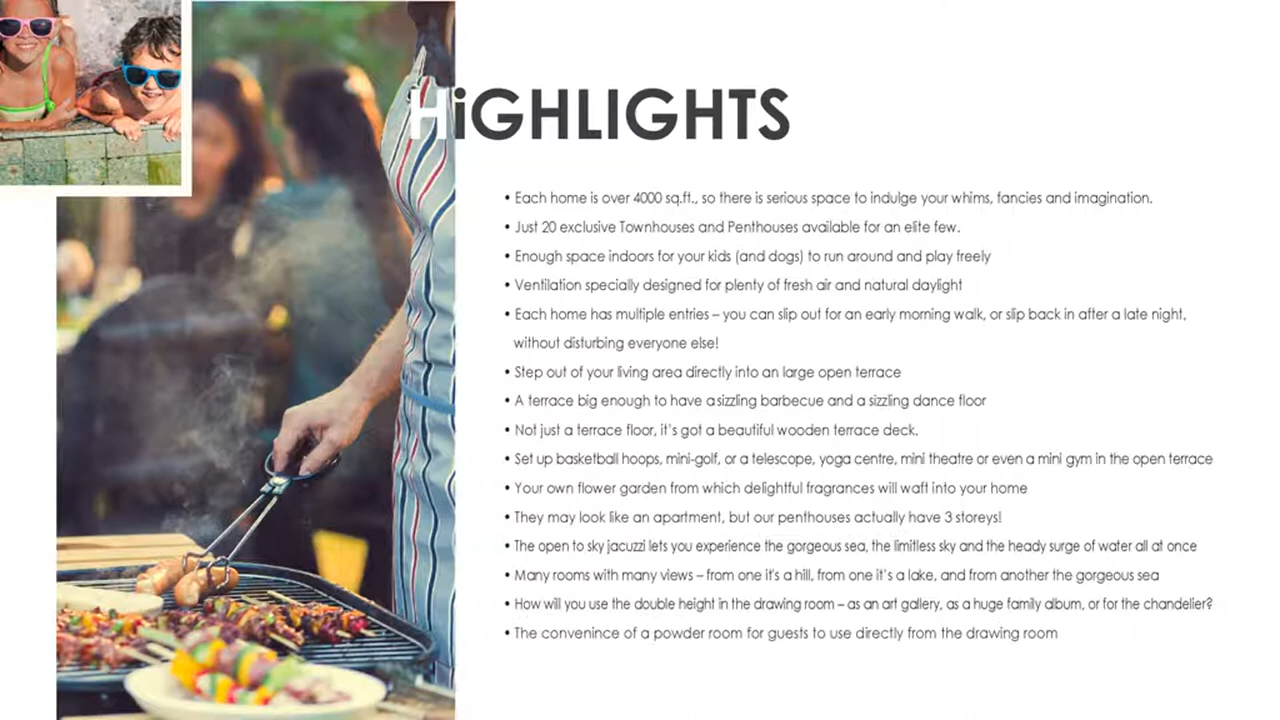 HiGHLIGHTS
• Each home is over 4000 sq.ft., so there is serious space to indulge your whims, fancies and imagination.
• Just 20 exclusive Townhouses and Penthouses available for an elite few.
• Enough space indoors for your kids (and dogs) to run around and play freely
• Ventilation specially designed for plenty of fresh air and natural daylight
• Each home has multiple entries – you can slip out for an early morning walk, or slip back in after a late night,
without disturbing everyone else!
• Step out of your living area directly into an large open terrace
• A terrace big enough to have a sizzling barbecue and a sizzling dance floor
• Not just a terrace floor, it's got a beautiful wooden terrace deck.
• Set up basketball hoops, mini-golf, or a telescope, yoga centre, mini theatre or even a mini gym in the open terrace
• Your own flower garden from which delightful fragrances will waft into your home
• They may look like an apartment, but our penthouses actually have 3 storeys!
• The open to sky jacuzzi lets you experience the gorgeous sea, the limitless sky and the heady surge of water all at once
• Many rooms with many views – from one it's a hill, from one it's a lake, and from another the gorgeous sea
• How will you use the double height in the drawing room – as an art gallery, as a huge family album, or for the chandelier?
• The convenince of a powder room for guests to use directly from the drawing room